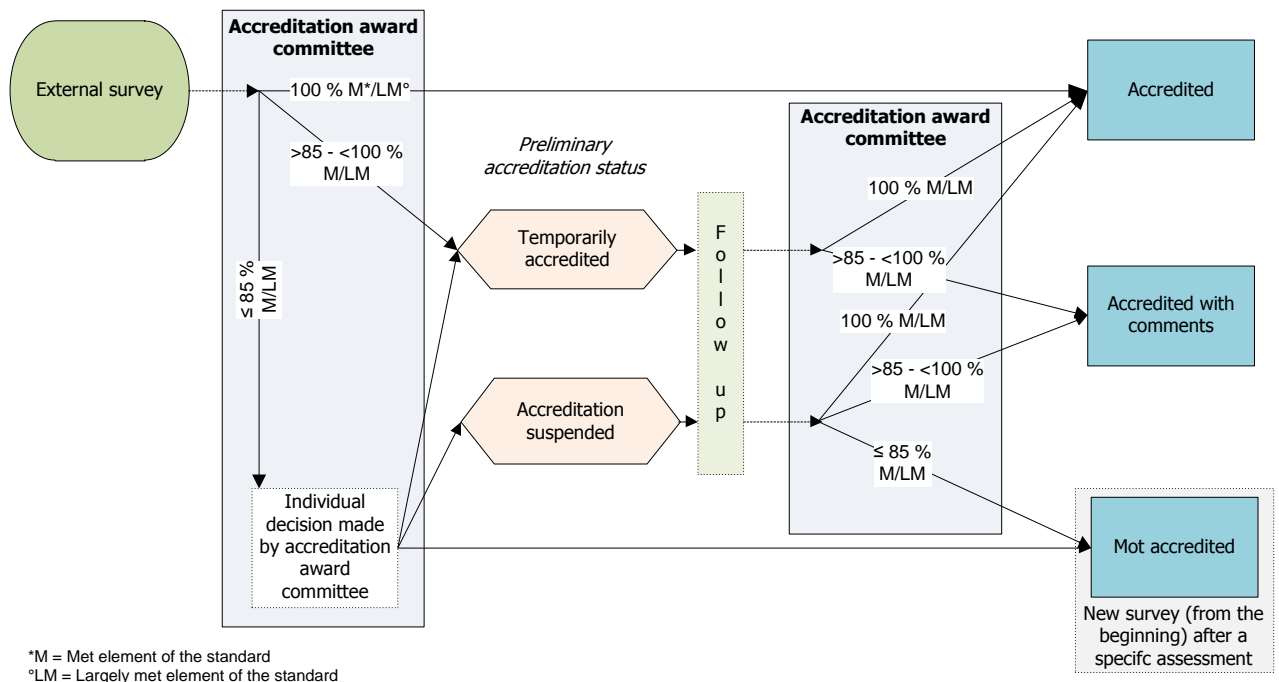 Accreditation award
committee
External survey
100 % M*/LM°
>85 - <100 %
M/LM
≤ 85 %
M/LM
Individual
decision made
by accreditation
award
committee
Preliminary
accreditation status
Temporarily
accredited
Accreditation
suspended
Follow up
Accreditation award
committee
100 % M/LM
>85 - <100 %
M/LM
100 % M/LM
>85 - <100 %
M/LM
≤ 85 %
M/LM
Accredited
Accredited with
comments
Mot accredited
New survey (from the
beginning) after a
specifc assessment
*M = Met element of the standard
°LM = Largely met element of the standard